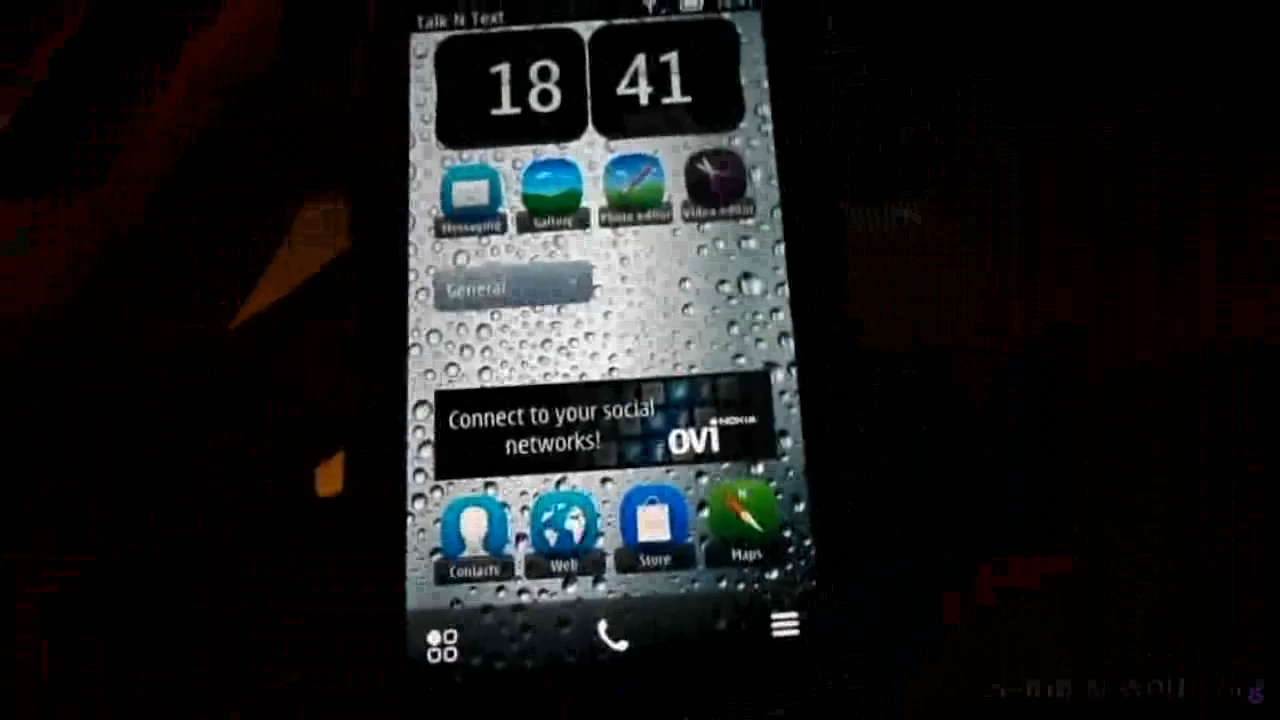 Talk N Text
18 41
Messaging Gallery Photo editor Video editor
General
Connect to your social
networks!
NOKIA
ovi
Contacts Web Store Maps